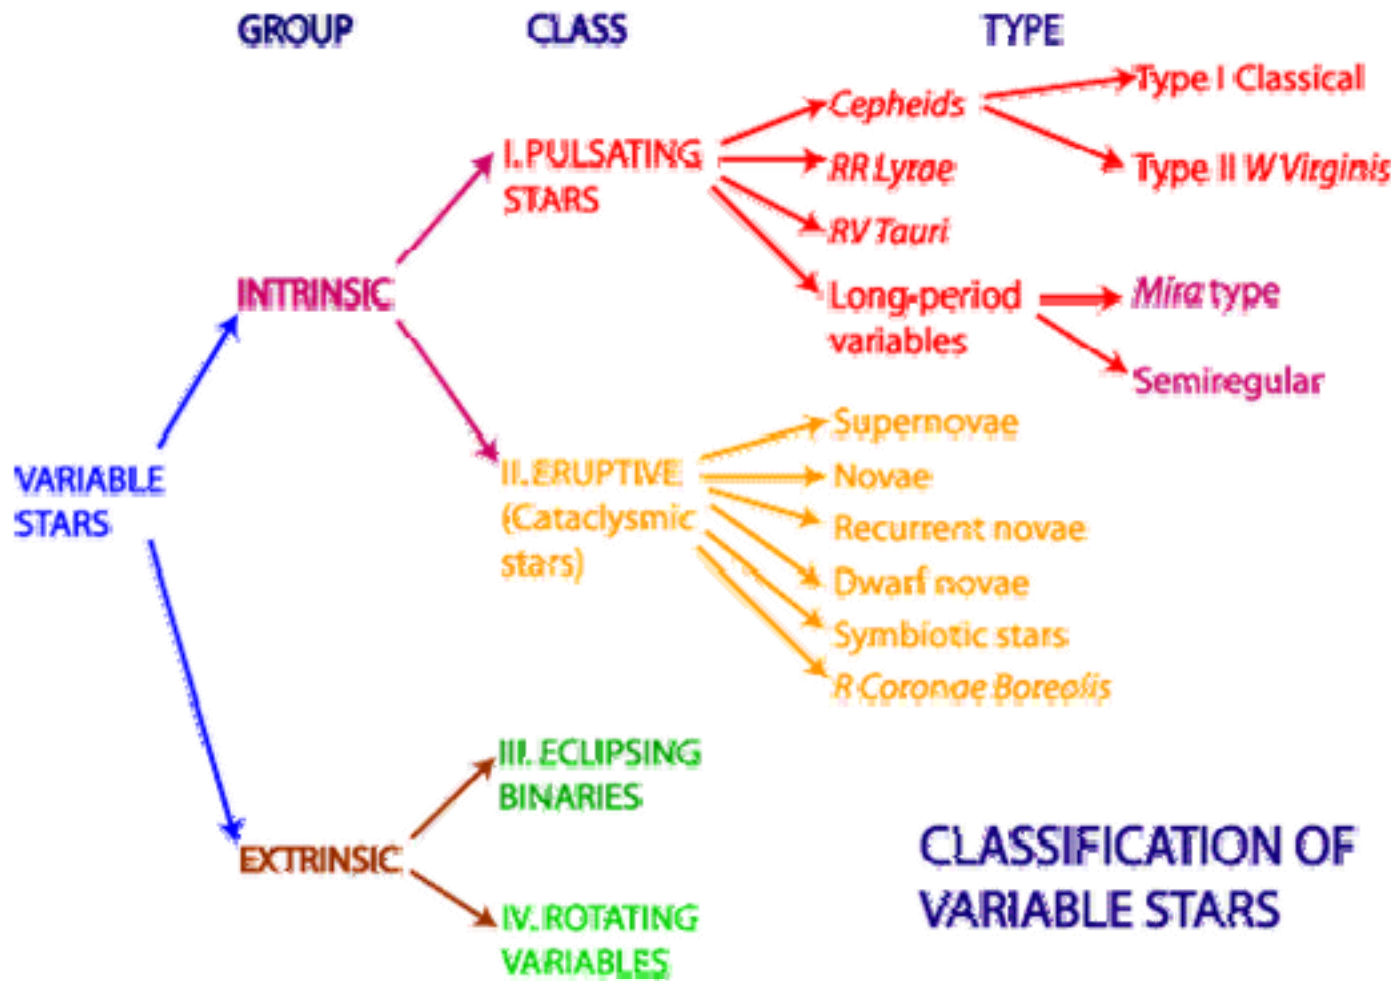 GROUP
CLASS
TYPE
VARIABLE
STARS
INTRINSIC
I. PULSATING
STARS
Cepheids
Type I Classical
Type II W Virginis
RR Lyrae
RV Tauri
Long-period
variables
Mira type
Semiregular
II. ERUPTIVE
(Cataclysmic
stars)
Supernovae
Novae
Recurrent novae
Dwarf novae
Symbiotic stars
R Coronae Borealis
EXTRINSIC
III. ECLIPSING
BINARIES
IV. ROTATING
VARIABLES
CLASSIFICATION OF
VARIABLE STARS